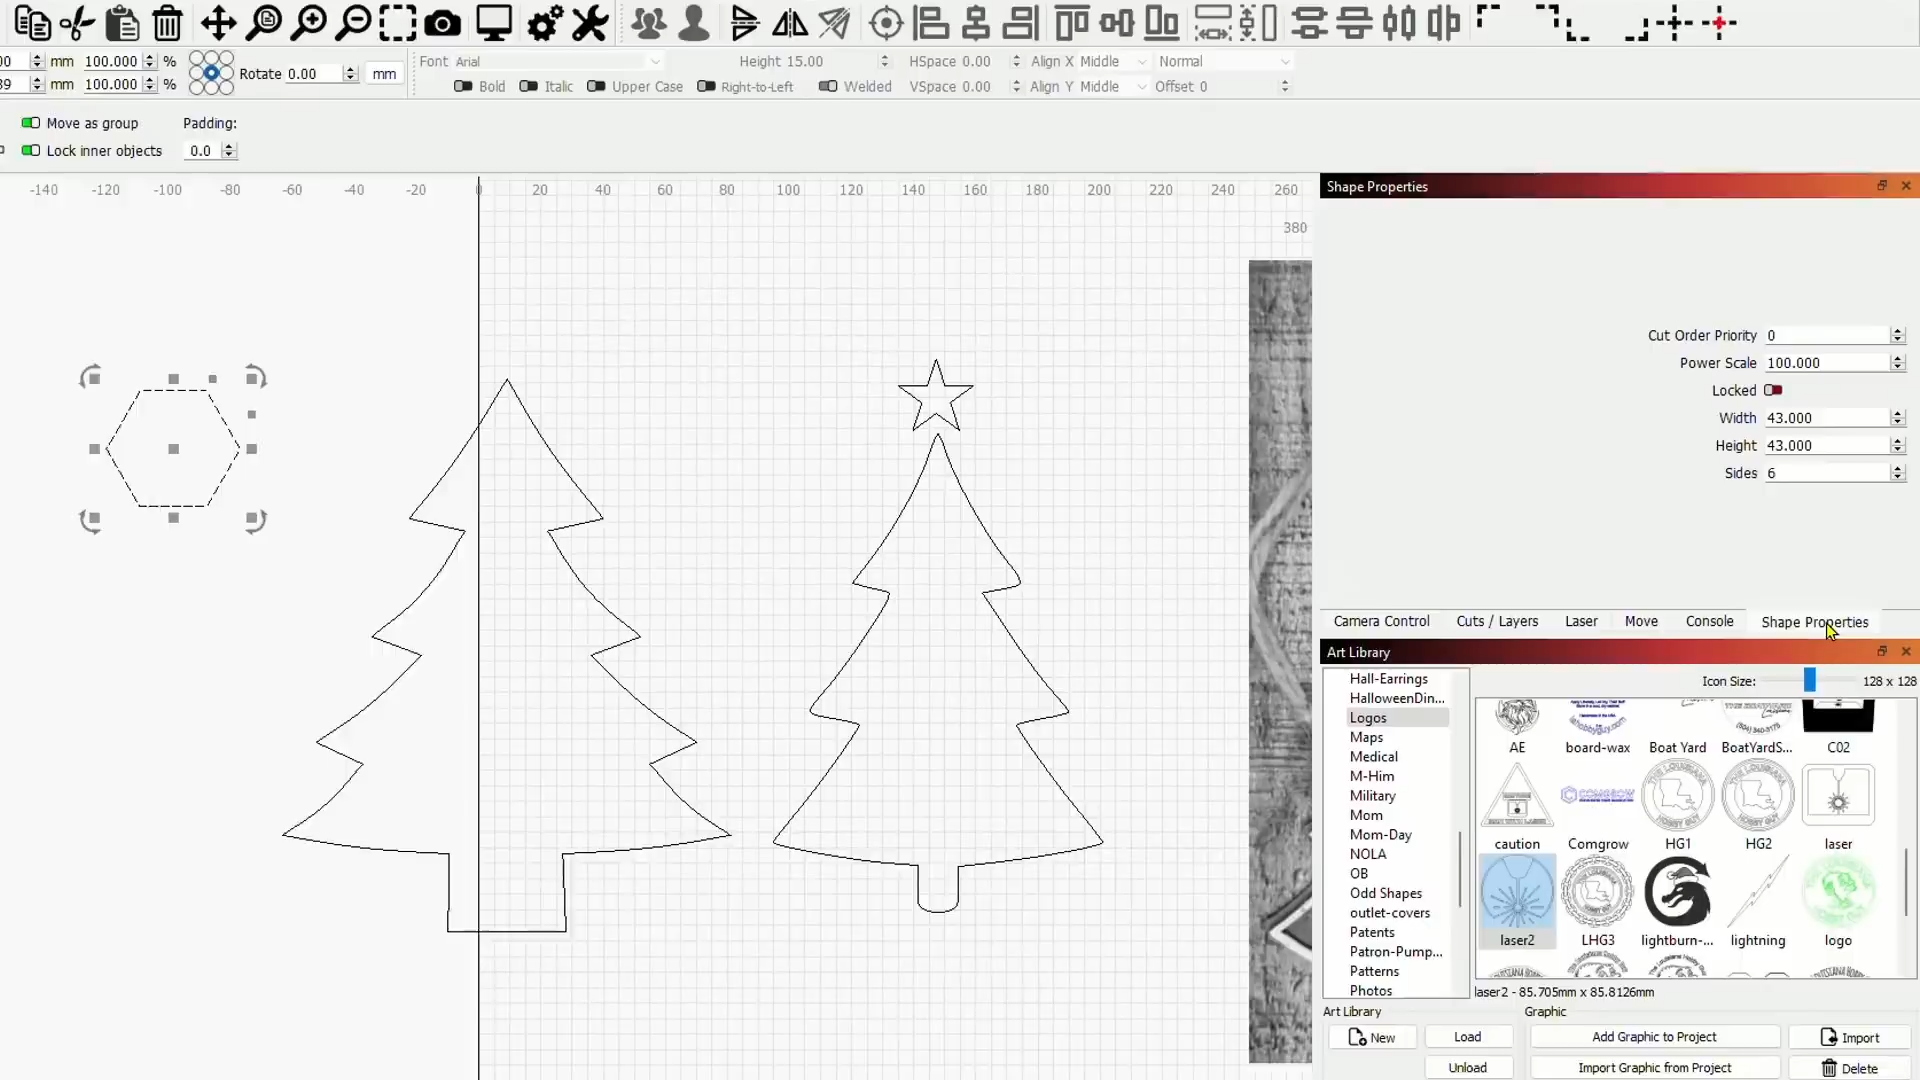 00 mm 100.000 % Rotate 0.00 mm Font Arial Height 15.00 HSpace 0.00 Align X Middle Normal
39 mm 100.000 % Bold Italic Upper Case Right-to-Left Welded VSpace 0.00 Align Y Middle Offset 0
Move as group Padding:
Lock inner objects 0.0
-140 -120 -100 -80 -60 -40 -20 0 20 40 60 80 100 120 140 160 180 200 220 240 260
380
Shape Properties
Cut Order Priority 0
Power Scale 100.000
Locked
Width 43.000
Height 43.000
Sides 6
Camera Control Cuts / Layers Laser Move Console Shape Properties
Art Library
Icon Size: 128 x 128
Hall-Earrings
HalloweenDin...
Logos
Maps
Medical
M-Him
Military
Mom
Mom-Day
NOLA
OB
Odd Shapes
outlet-covers
Patents
Patron-Pump...
Patterns
Photos
AE board-wax Boat Yard BoatYardS... C02
COMGROW
caution Comgrow HG1 HG2 laser
laser2 LHG3 lightburn-... lightning logo
laser2 - 85.705mm x 85.8126mm
Art Library Graphic
New Load Add Graphic to Project Import
Unload Import Graphic from Project Delete